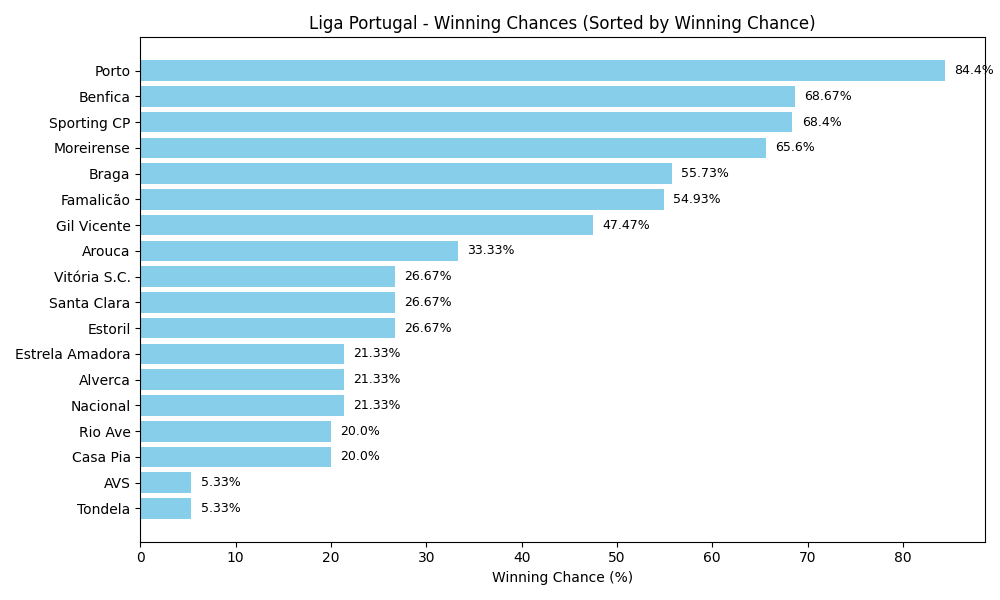 Liga Portugal - Winning Chances (Sorted by Winning Chance)
Porto 84.4%
Benfica 68.67%
Sporting CP 68.4%
Moreirense 65.6%
Braga 55.73%
Famalicão 54.93%
Gil Vicente 47.47%
Arouca 33.33%
Vitória S.C. 26.67%
Santa Clara 26.67%
Estoril 26.67%
Estrela Amadora 21.33%
Alverca 21.33%
Nacional 21.33%
Rio Ave 20.0%
Casa Pia 20.0%
AVS 5.33%
Tondela 5.33%
0 10 20 30 40 50 60 70 80
Winning Chance (%)